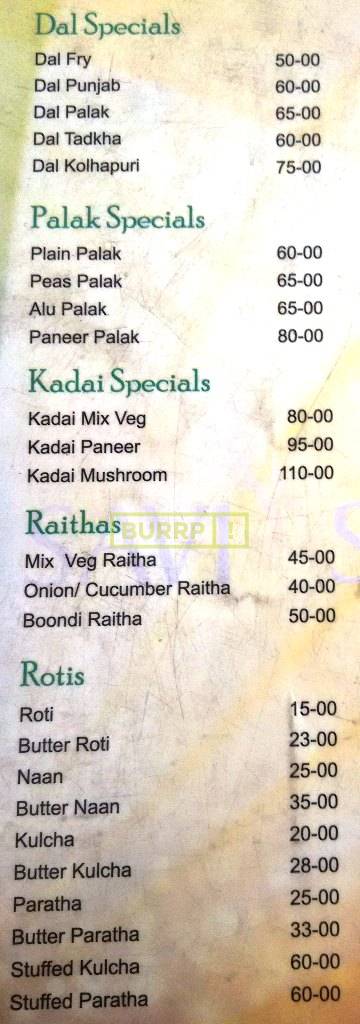 Dal Specials
Dal Fry 50-00
Dal Punjab 60-00
Dal Palak 65-00
Dal Tadkha 60-00
Dal Kolhapuri 75-00
Palak Specials
Plain Palak 60-00
Peas Palak 65-00
Alu Palak 65-00
Paneer Palak 80-00
Kadai Specials
Kadai Mix Veg 80-00
Kadai Paneer 95-00
Kadai Mushroom 110-00
Raithas
BURRP!
Mix Veg Raitha 45-00
Onion/ Cucumber Raitha 40-00
Boondi Raitha 50-00
Rotis
Roti 15-00
Butter Roti 23-00
Naan 25-00
Butter Naan 35-00
Kulcha 20-00
Butter Kulcha 28-00
Paratha 25-00
Butter Paratha 33-00
Stuffed Kulcha 60-00
Stuffed Paratha 60-00